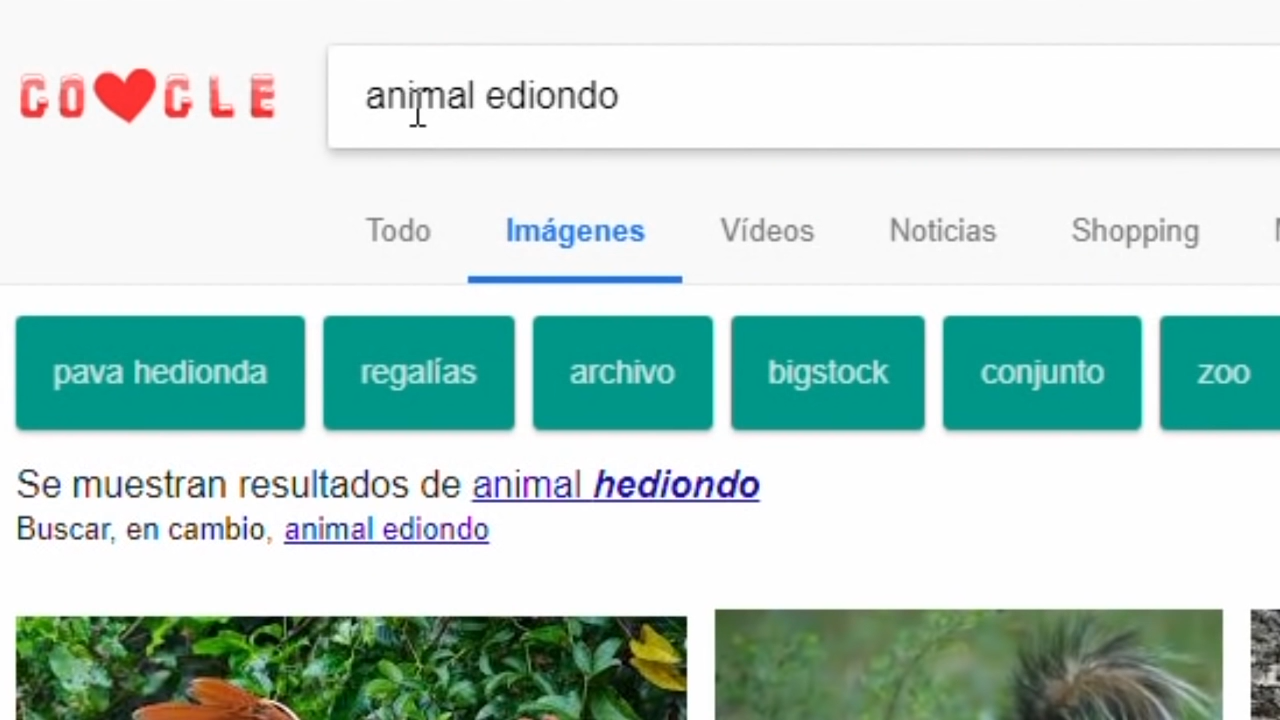 GO❤GLE
animal ediondo
Todo Imágenes Vídeos Noticias Shopping
pava hedionda regalías archivo bigstock conjunto zoo
Se muestran resultados de animal hediondo
Buscar, en cambio, animal ediondo